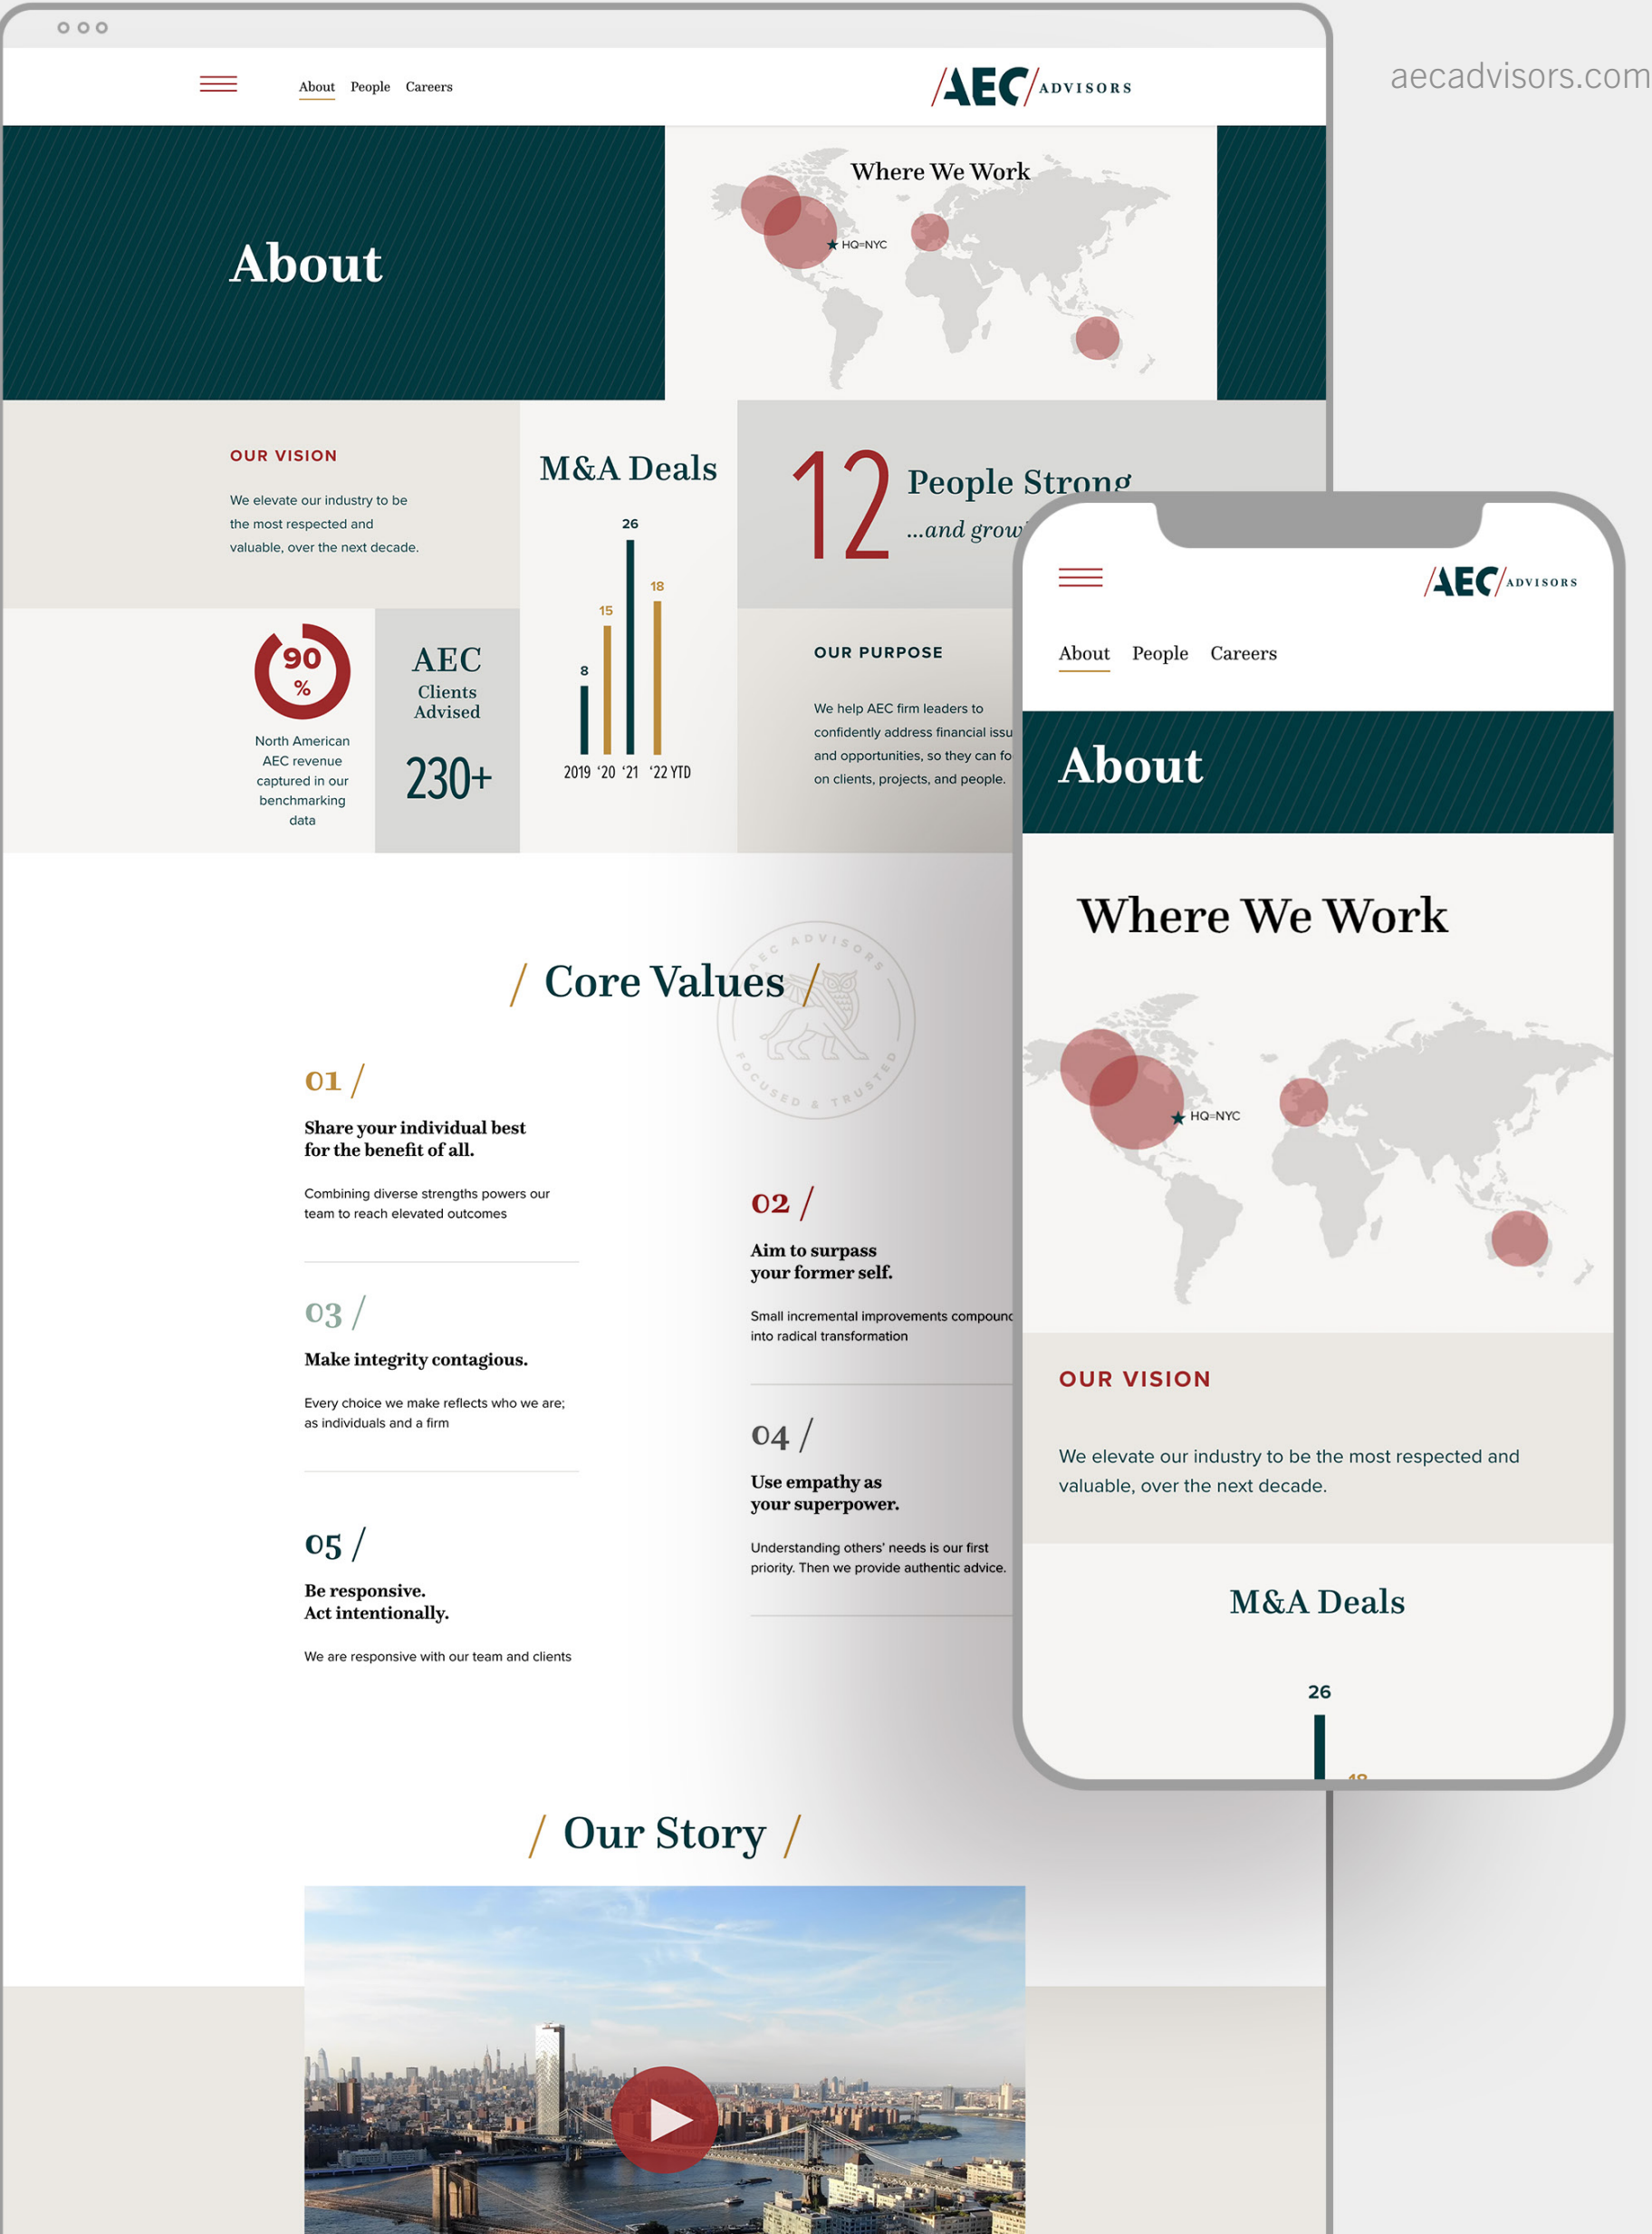 aecadvisors.com
About People Careers
AEC ADVISORS
About
Where We Work
HQ=NYC
OUR VISION
We elevate our industry to be
the most respected and
valuable, over the next decade.
M&A Deals
26
18
15
8
2019 ‘20 ‘21 ‘22 YTD
12 People Strong
...and
90
%
North American
AEC revenue
captured in our
benchmarking
data
AEC
Clients
Advised
230+
OUR PURPOSE
We help AEC firm leaders to
confidently address financial
and opportunities, so they can
on clients, projects, and people.
Core Values
AEC ADVISORS
FOCUSED & TRUSTED
01 /
Share your individual best
for the benefit of all.
Combining diverse strengths powers our
team to reach elevated outcomes
02 /
Aim to surpass
your former self.
Small incremental improvements compound
into radical transformation
03 /
Make integrity contagious.
Every choice we make reflects who we are;
as individuals and a firm
04 /
Use empathy as
your superpower.
Understanding others’ needs is our first
priority. Then we provide authentic advice.
05 /
Be responsive.
Act intentionally.
We are responsive with our team and clients
/ Our Story /
AEC ADVISORS
About People Careers
About
Where We Work
HQ=NYC
OUR VISION
We elevate our industry to be the most respected and
valuable, over the next decade.
M&A Deals
26
18